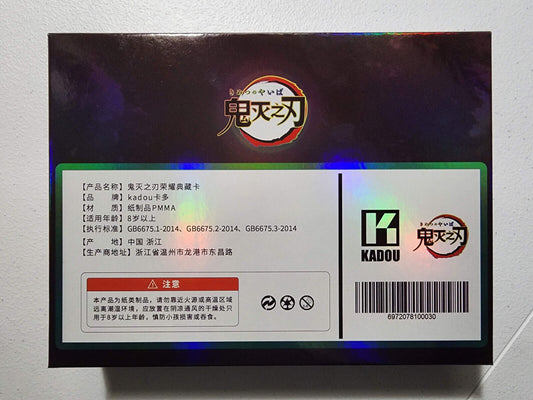 きめつのやいば
鬼灭之刃
【产品名称】 鬼灭之刃荣耀典藏卡
【品 牌】 kadou卡多
【材 质】 纸制品PMMA
【适用年龄】 8岁以上
【执行标准】 GB6675.1-2014、GB6675.2-2014、GB6675.3-2014
【产 地】 中国 浙江
【生产商地址】 浙江省温州市龙港市东昌路
注意
本产品为纸类制品，请勿靠近火源或高温区域
远离潮湿环境，应放置在阴凉通风的干燥处只
用于8岁以上年龄，慎防小孩损害或吞食。
K
KADOU
きめつのやいば
鬼灭之刃
6972078100030